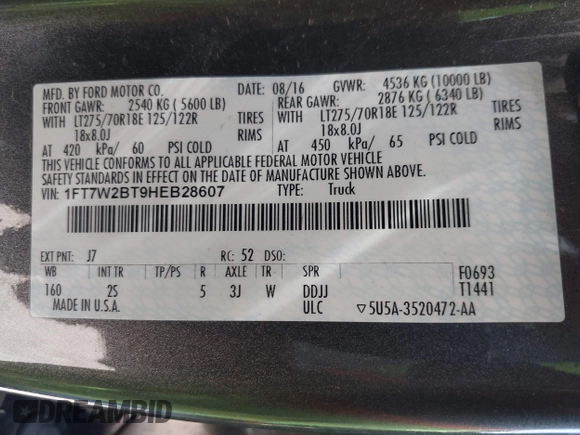 MFD. BY FORD MOTOR CO.
DATE: 08/16 GVWR: 4536 KG (10000 LB)
FRONT GAWR: 2540 KG ( 5600 LB) REAR GAWR: 2876 KG ( 6340 LB)
WITH LT275/70R18E 125/122R TIRES WITH LT275/70R18E 125/122R TIRES
18x8.0J RIMS 18x8.0J RIMS
AT 420 kPa/ 60 PSI COLD AT 450 kPa/ 65 PSI COLD
THIS VEHICLE CONFORMS TO ALL APPLICABLE FEDERAL MOTOR VEHICLE
SAFETY STANDARDS IN EFFECT ON THE DATE OF MANUFACTURE SHOWN ABOVE.
VIN: 1FT7W2BT9HEB28607 TYPE: Truck
EXT PNT: J7 RC: 52 DSO:
WB INT TR TP/PS R AXLE TR SPR F0693
160 2S 5 3J W DDJJ T1441
MADE IN U.S.A. ULC ▽5U5A-3520472-AA
DREAMBID